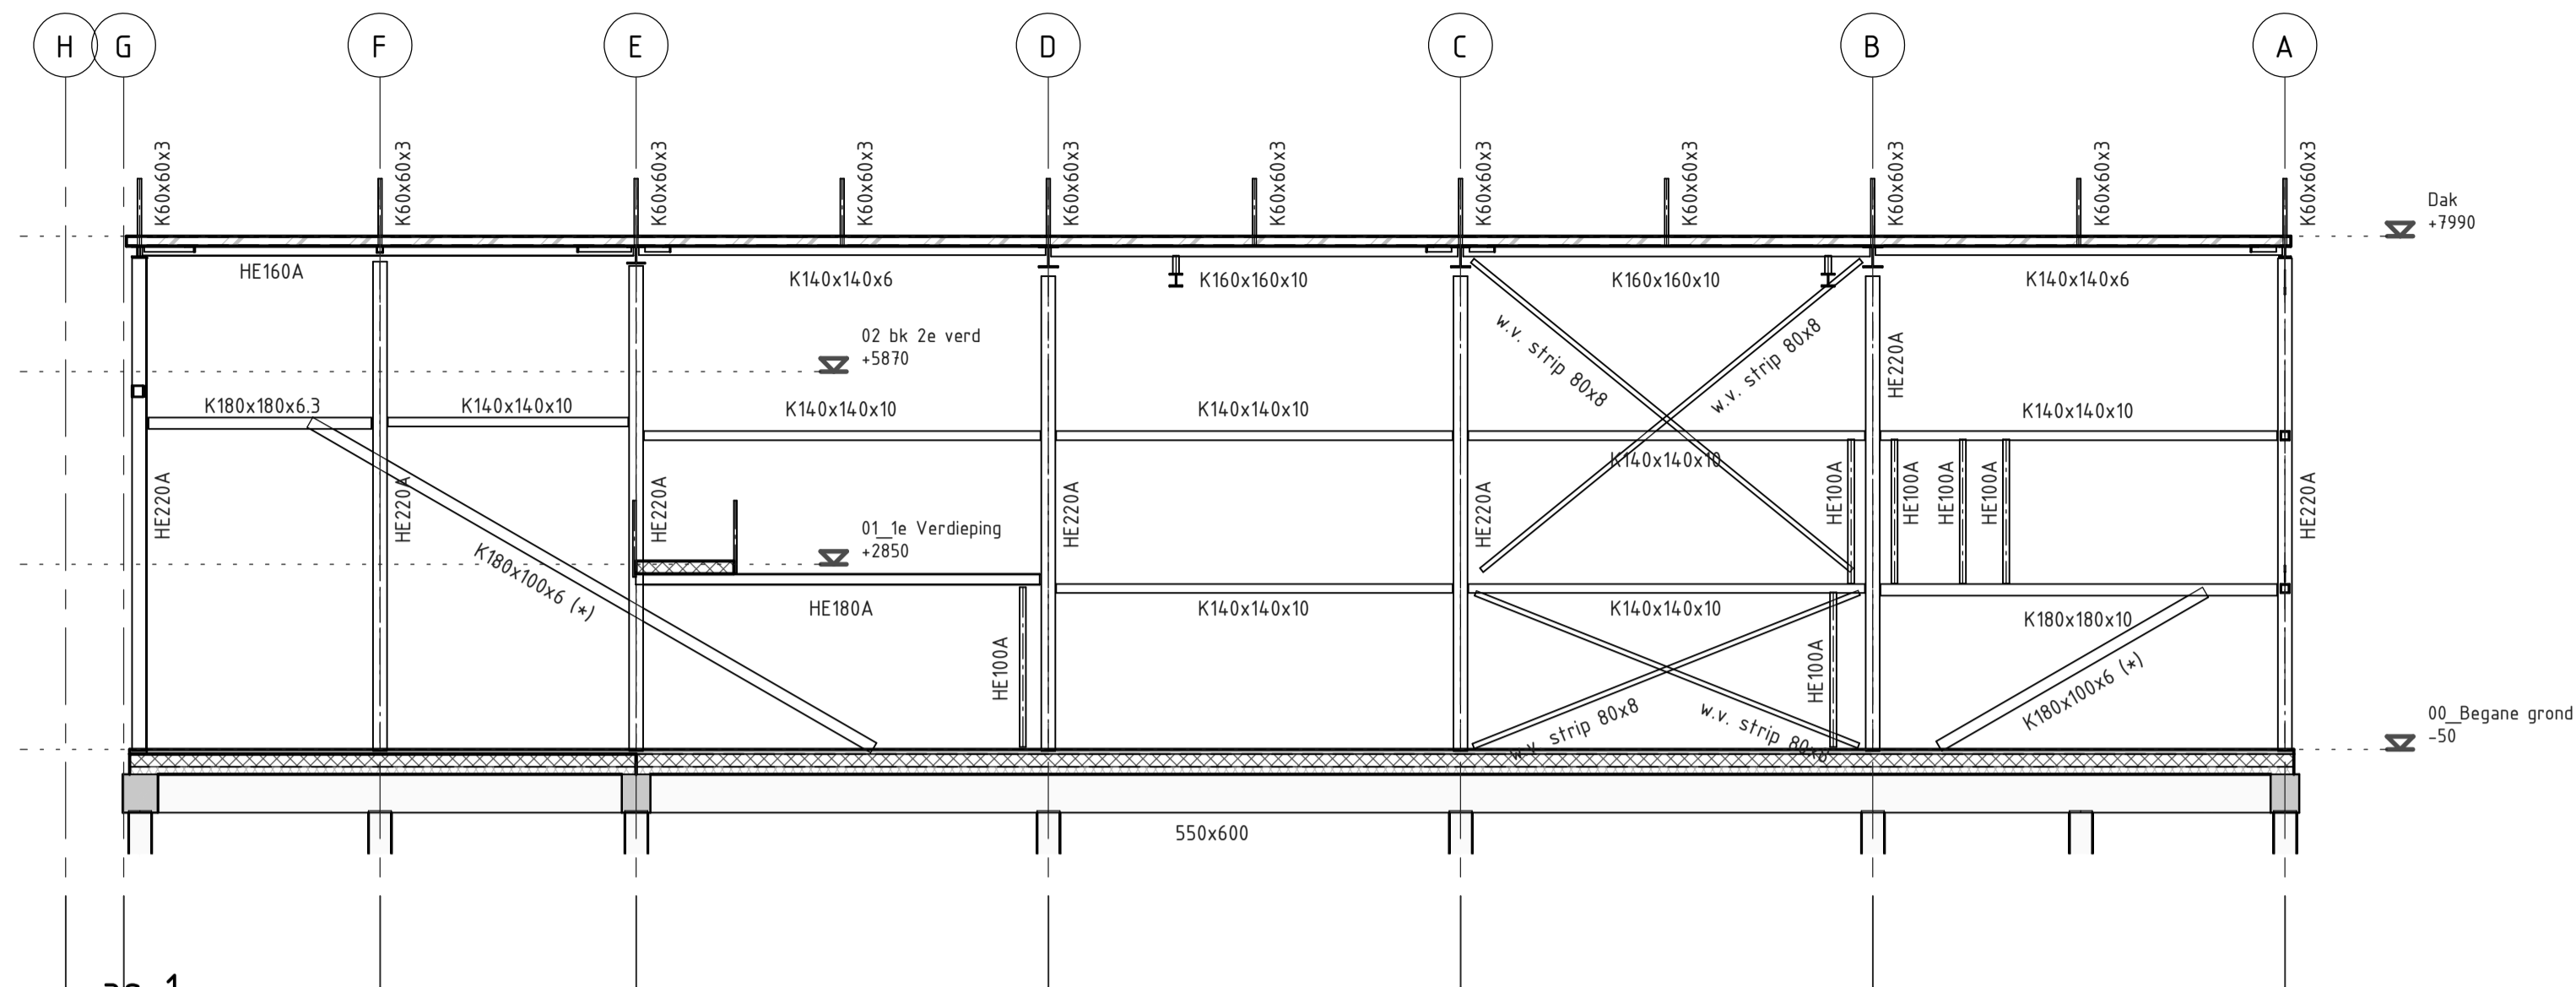 H
G
F
E
D
C
B
A
K60x60x3
K60x60x3
K60x60x3
K60x60x3
K60x60x3
K60x60x3
K60x60x3
K60x60x3
K60x60x3
K60x60x3
K60x60x3
Dak
+7990
HE160A
K140x140x6
K160x160x10
K160x160x10
K140x140x6
02 bk 2e verd
+5870
w.v. strip 80x8
w.v. strip 80x8
HE220A
K180x180x6.3
K140x140x10
K140x140x10
K140x140x10
K140x140x10
K140x140x10
HE220A
HE220A
HE220A
HE220A
HE220A
HE100A
HE100A
HE100A
HE100A
HE220A
01_1e Verdieping
+2850
K180x100x6 (*)
HE180A
K140x140x10
K140x140x10
K180x180x10
HE100A
HE100A
K180x100x6 (*)
w.v. strip 80x8
w.v. strip 80x8
00_Begane grond
-50
550x600